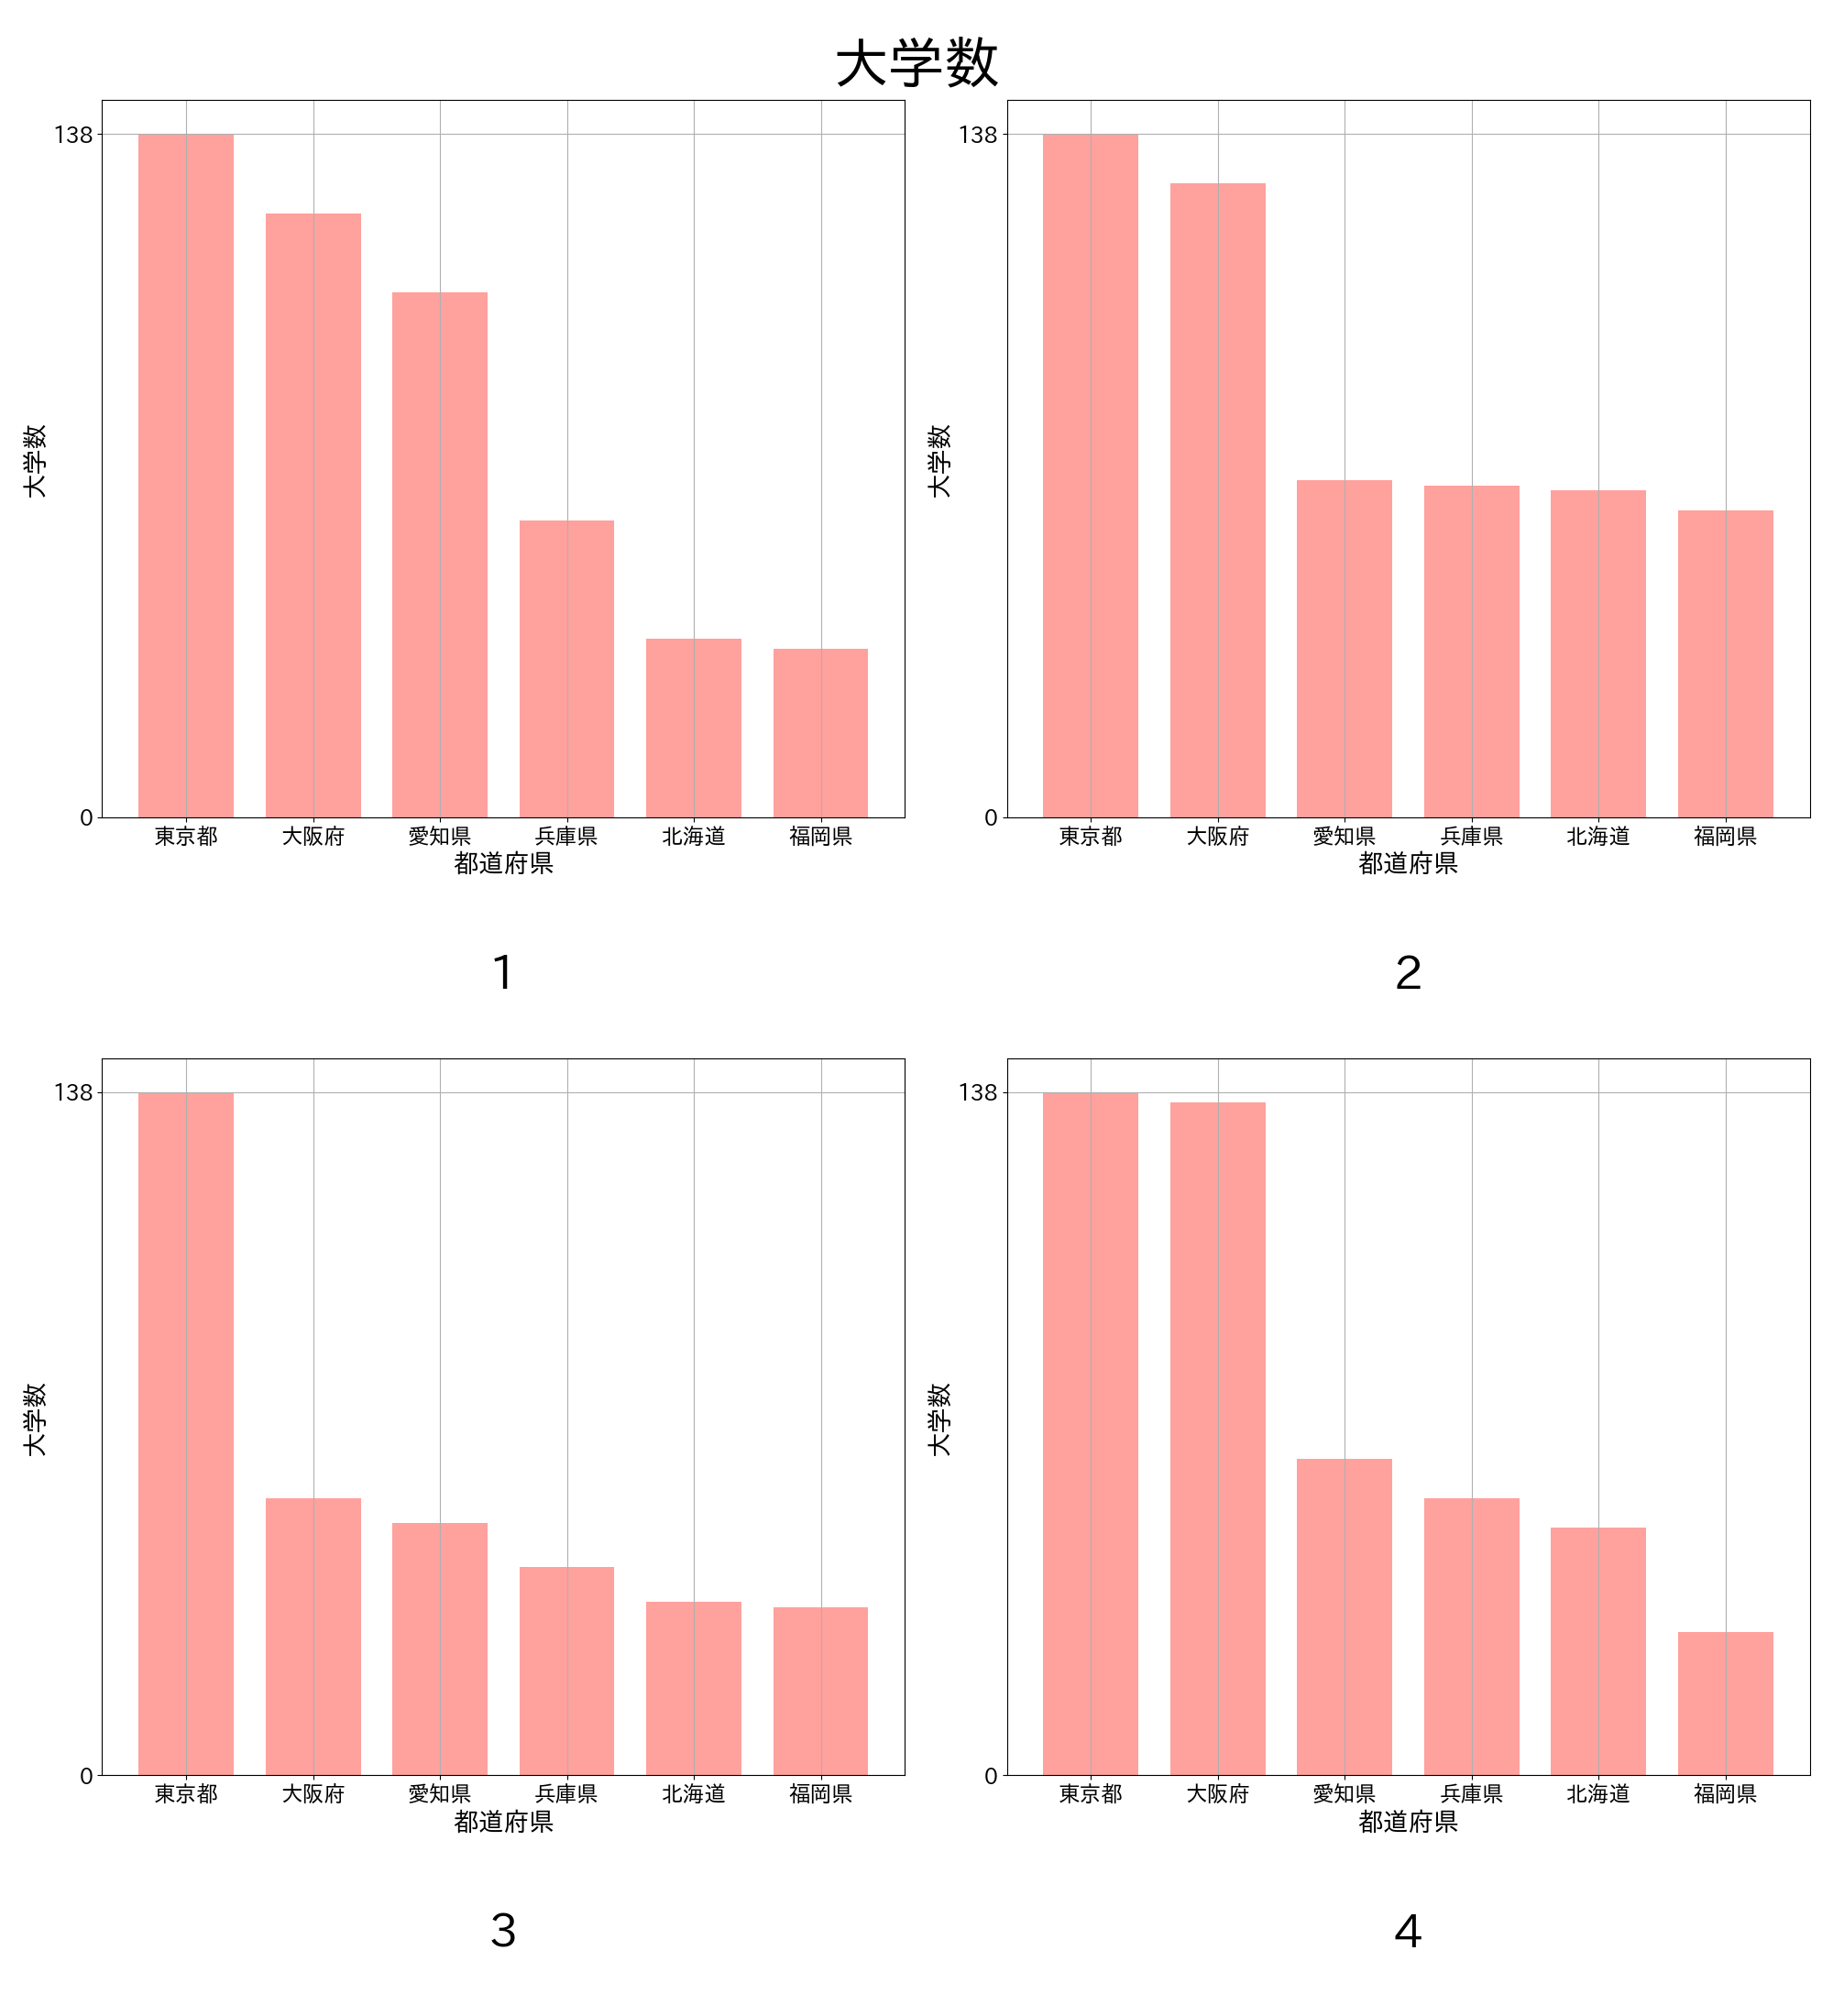 大学数
138
0
大学数
東京都 大阪府 愛知県 兵庫県 北海道 福岡県
都道府県
1
138
0
大学数
東京都 大阪府 愛知県 兵庫県 北海道 福岡県
都道府県
2
138
0
大学数
東京都 大阪府 愛知県 兵庫県 北海道 福岡県
都道府県
3
138
0
大学数
東京都 大阪府 愛知県 兵庫県 北海道 福岡県
都道府県
4